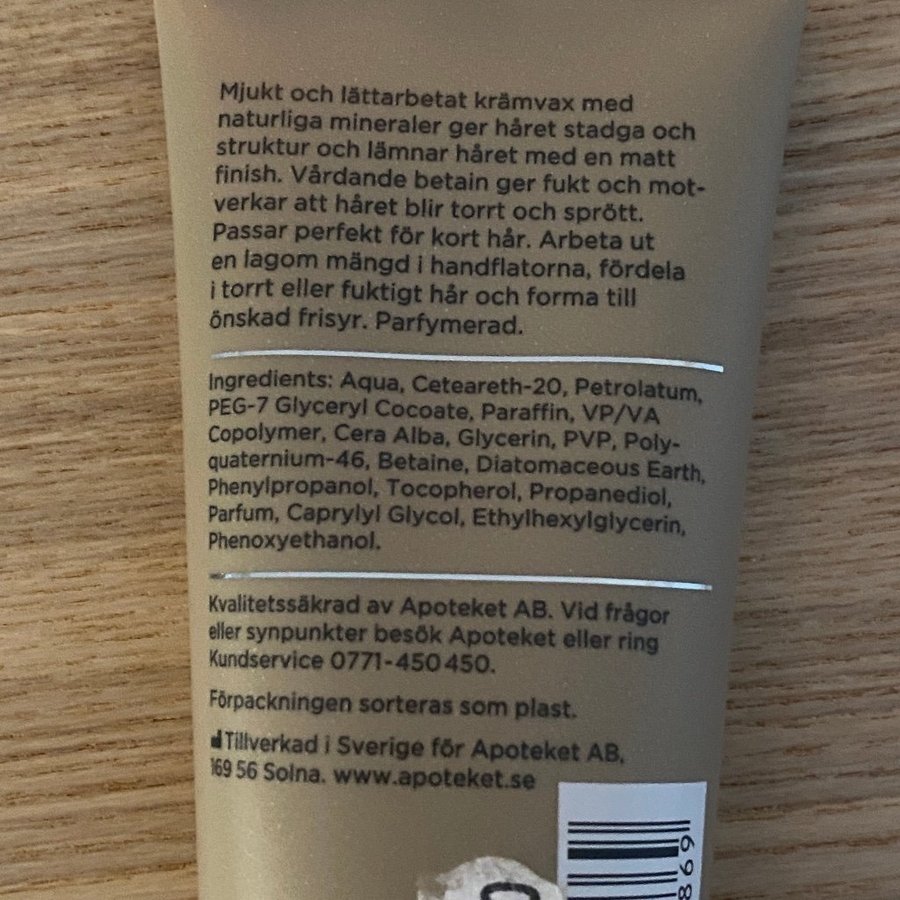 Mjukt och lättarbetat krämvax med
naturliga mineraler ger håret stadga och
struktur och lämnar håret med en matt
finish. Vårdande betain ger fukt och mot-
verkar att håret blir torrt och sprött.
Passar perfekt för kort hår. Arbeta ut
en lagom mängd i handflatorna, fördela
i torrt eller fuktigt hår och forma till
önskad frisyr. Parfymerad.
Ingredients: Aqua, Ceteareth-20, Petrolatum,
PEG-7 Glyceryl Cocoate, Paraffin, VP/VA
Copolymer, Cera Alba, Glycerin, PVP, Poly-
quaternium-46, Betaine, Diatomaceous Earth,
Phenylpropanol, Tocopherol, Propanediol,
Parfum, Caprylyl Glycol, Ethylhexylglycerin,
Phenoxyethanol.
Kvalitetssäkrad av Apoteket AB. Vid frågor
eller synpunkter besök Apoteket eller ring
Kundservice 0771-450 450.
Förpackningen sorteras som plast.
Tillverkad i Sverige för Apoteket AB,
169 56 Solna. www.apoteket.se
869